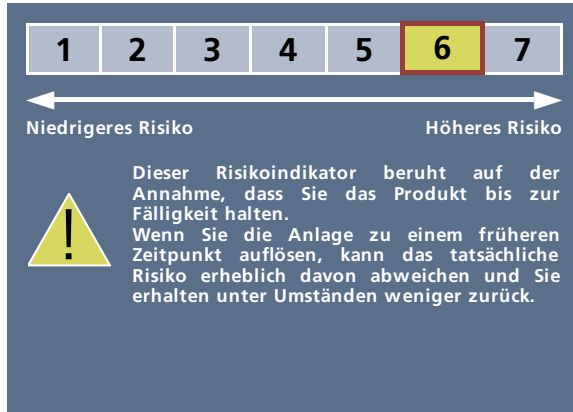 1 2 3 4 5 6 7
Niedrigeres Risiko Höheres Risiko
Dieser Risikoindikator beruht auf der
Annahme, dass Sie das Produkt bis zur
Fälligkeit halten.
Wenn Sie die Anlage zu einem früheren
Zeitpunkt auflösen, kann das tatsächliche
Risiko erheblich davon abweichen und Sie
erhalten unter Umständen weniger zurück.
!